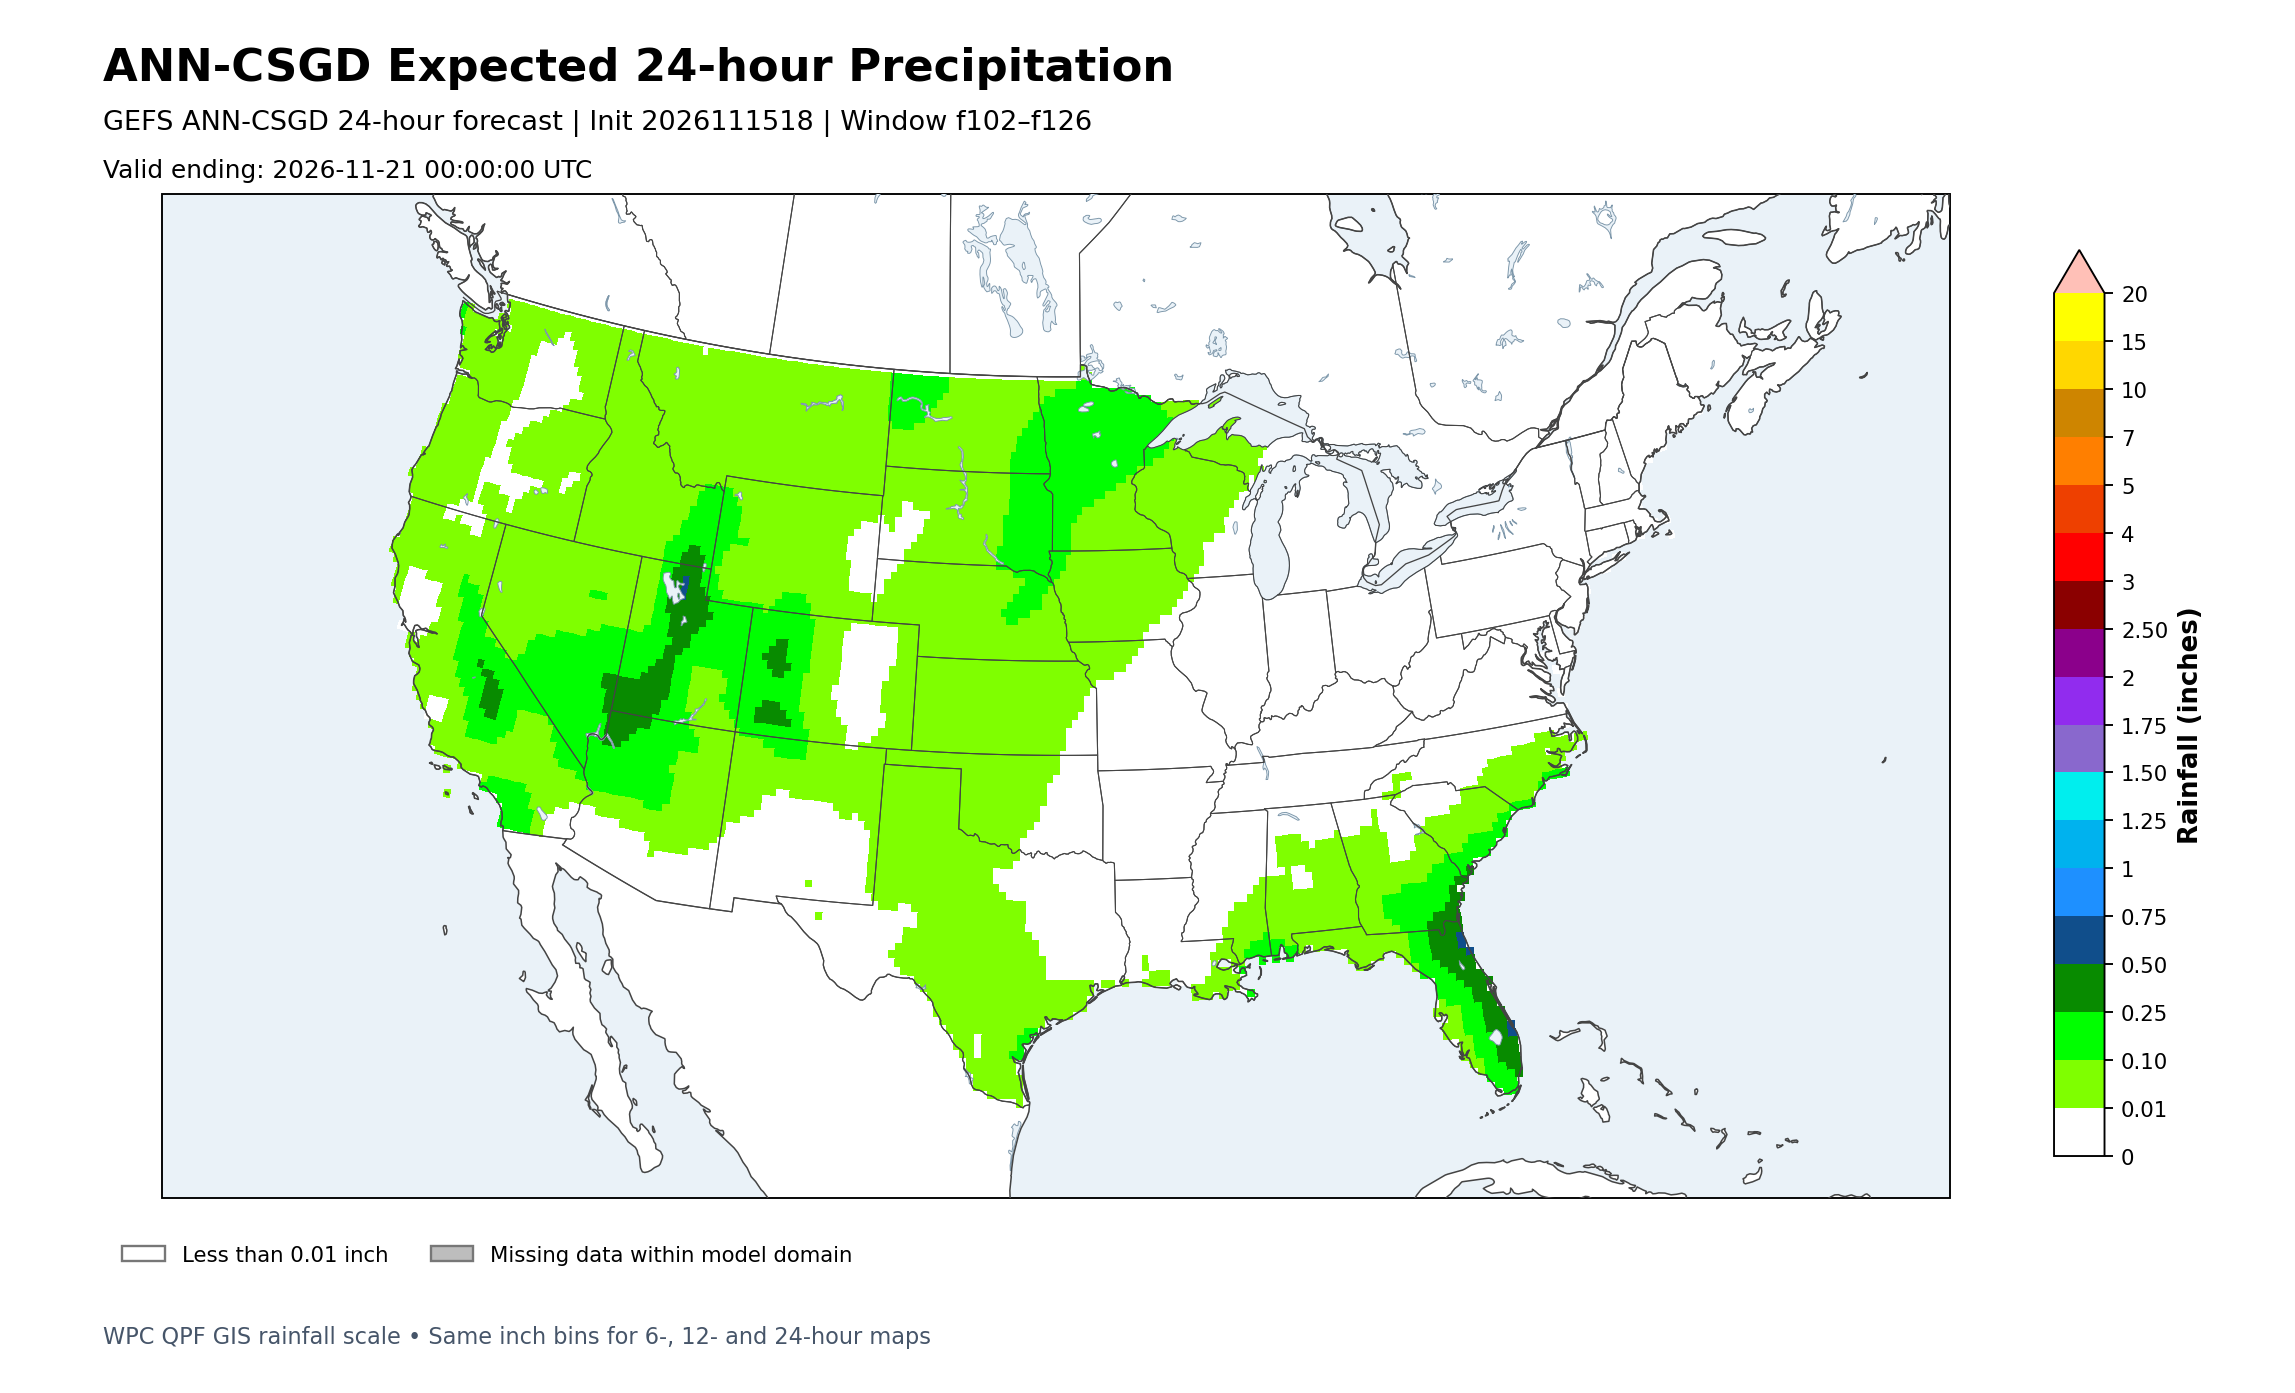 ANN-CSGD Expected 24-hour Precipitation
GEFS ANN-CSGD 24-hour forecast | Init 2026111518 | Window f102–f126
Valid ending: 2026-11-21 00:00:00 UTC
20
15
10
7
5
4
3
2.50
2
1.75
1.50
1.25
1
0.75
0.50
0.25
0.10
0.01
0
Rainfall (inches)
Less than 0.01 inch
Missing data within model domain
WPC QPF GIS rainfall scale • Same inch bins for 6-, 12- and 24-hour maps